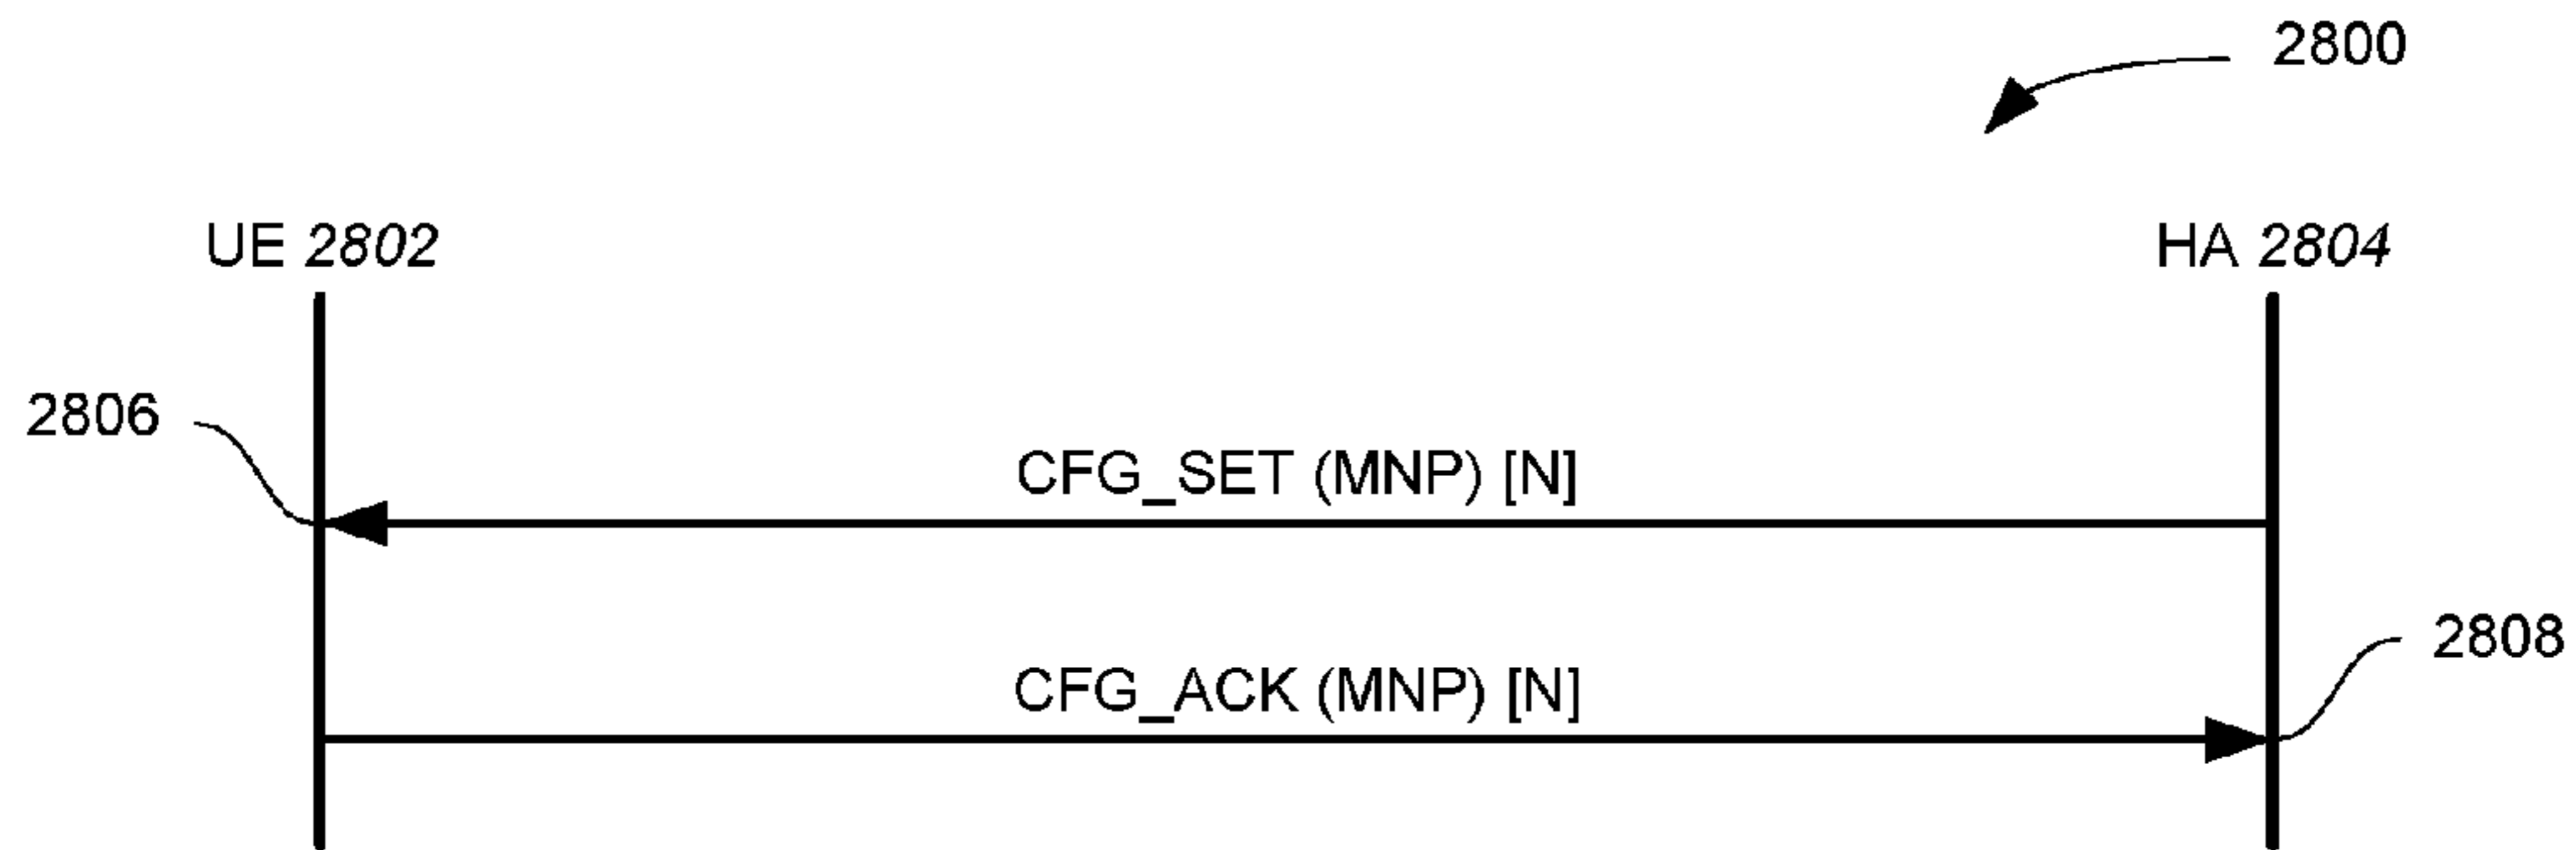 2800
UE 2802
HA 2804
2806
CFG_SET (MNP) [N]
2808
CFG_ACK (MNP) [N]